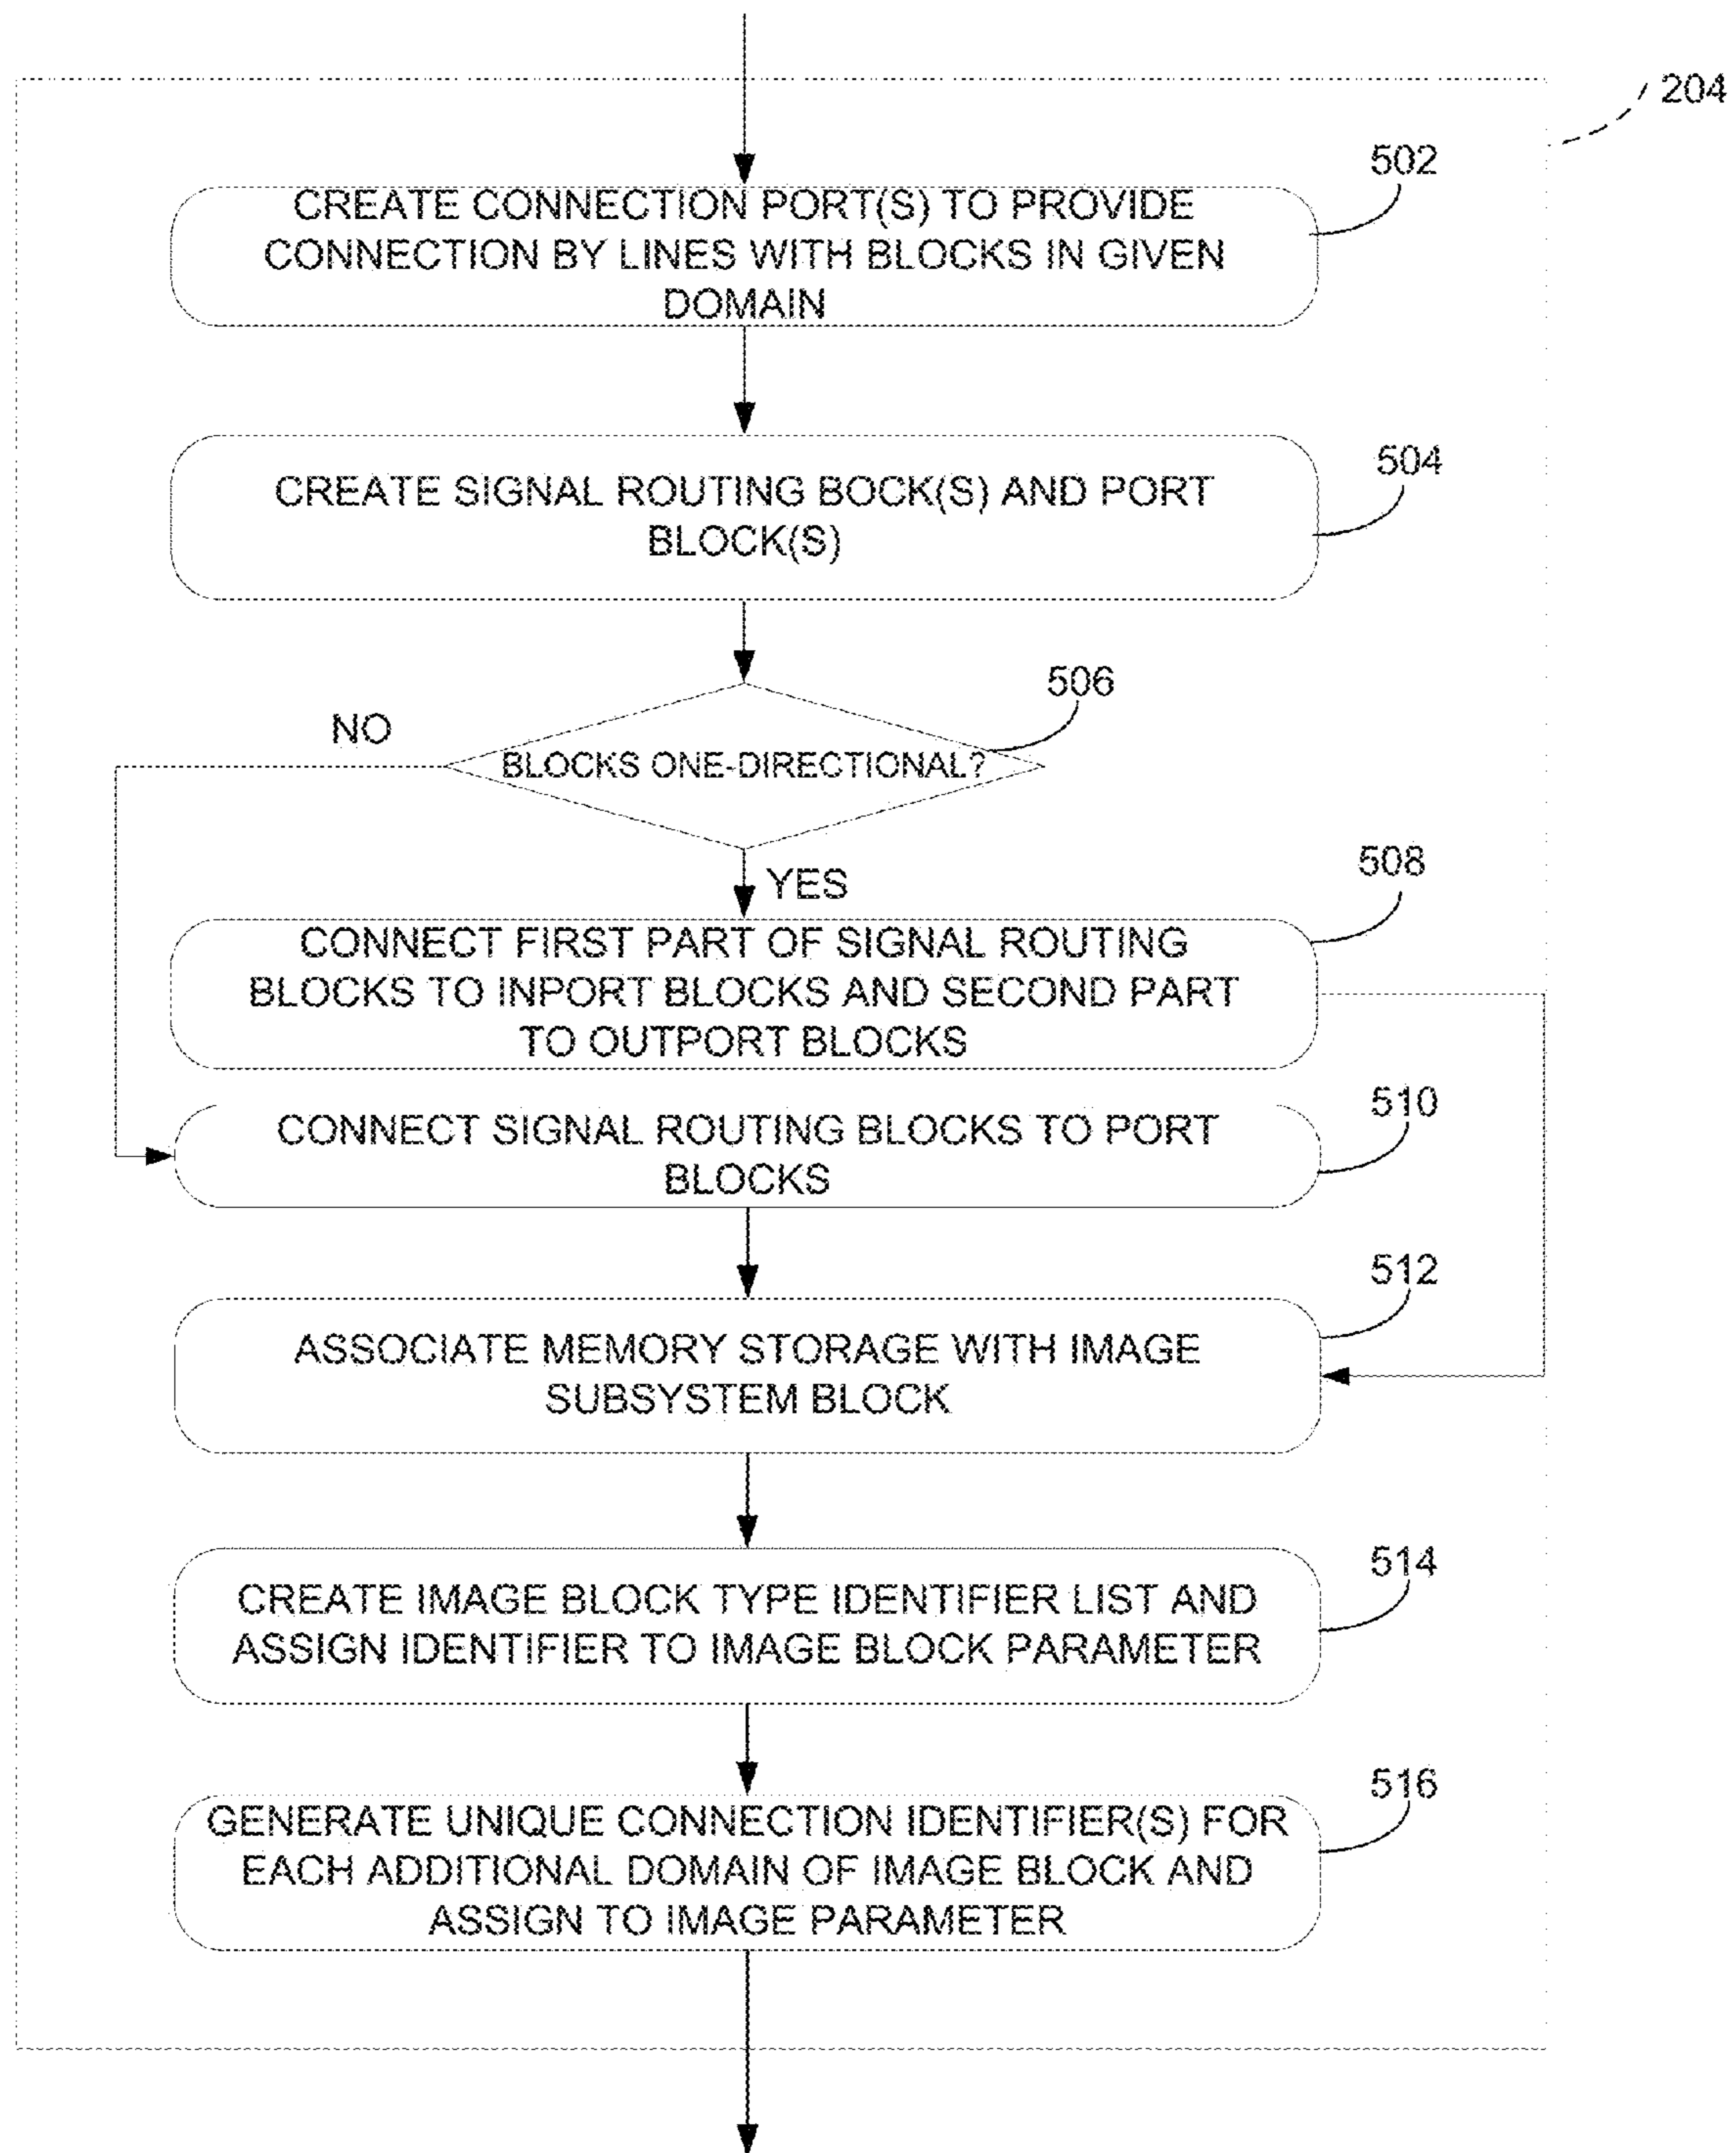 204
502
CREATE CONNECTION PORT(S) TO PROVIDE
CONNECTION BY LINES WITH BLOCKS IN GIVEN
DOMAIN
504
CREATE SIGNAL ROUTING BOCK(S) AND PORT
BLOCK(S)
506
NO
BLOCKS ONE-DIRECTIONAL?
YES
508
CONNECT FIRST PART OF SIGNAL ROUTING
BLOCKS TO INPORT BLOCKS AND SECOND PART
TO OUTPORT BLOCKS
510
CONNECT SIGNAL ROUTING BLOCKS TO PORT
BLOCKS
512
ASSOCIATE MEMORY STORAGE WITH IMAGE
SUBSYSTEM BLOCK
514
CREATE IMAGE BLOCK TYPE IDENTIFIER LIST AND
ASSIGN IDENTIFIER TO IMAGE BLOCK PARAMETER
516
GENERATE UNIQUE CONNECTION IDENTIFIER(S) FOR
EACH ADDITIONAL DOMAIN OF IMAGE BLOCK AND
ASSIGN TO IMAGE PARAMETER